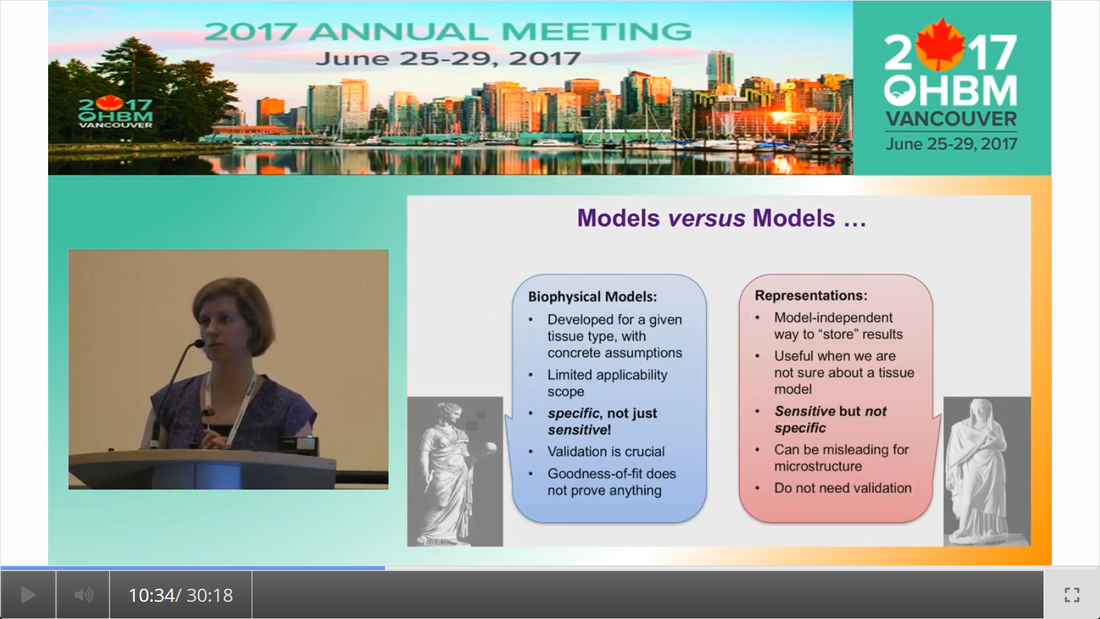 2017 ANNUAL MEETING
June 25-29, 2017
2017
OHBM
VANCOUVER
2017
OHBM
VANCOUVER
June 25-29, 2017
Models versus Models …
Biophysical Models:
• Developed for a given
tissue type, with
concrete assumptions
• Limited applicability
scope
• specific, not just
sensitive!
• Validation is crucial
• Goodness-of-fit does
not prove anything
Representations:
• Model-independent
way to “store” results
• Useful when we are
not sure about a tissue
model
• Sensitive but not
specific
• Can be misleading for
microstructure
• Do not need validation
10:34/ 30:18